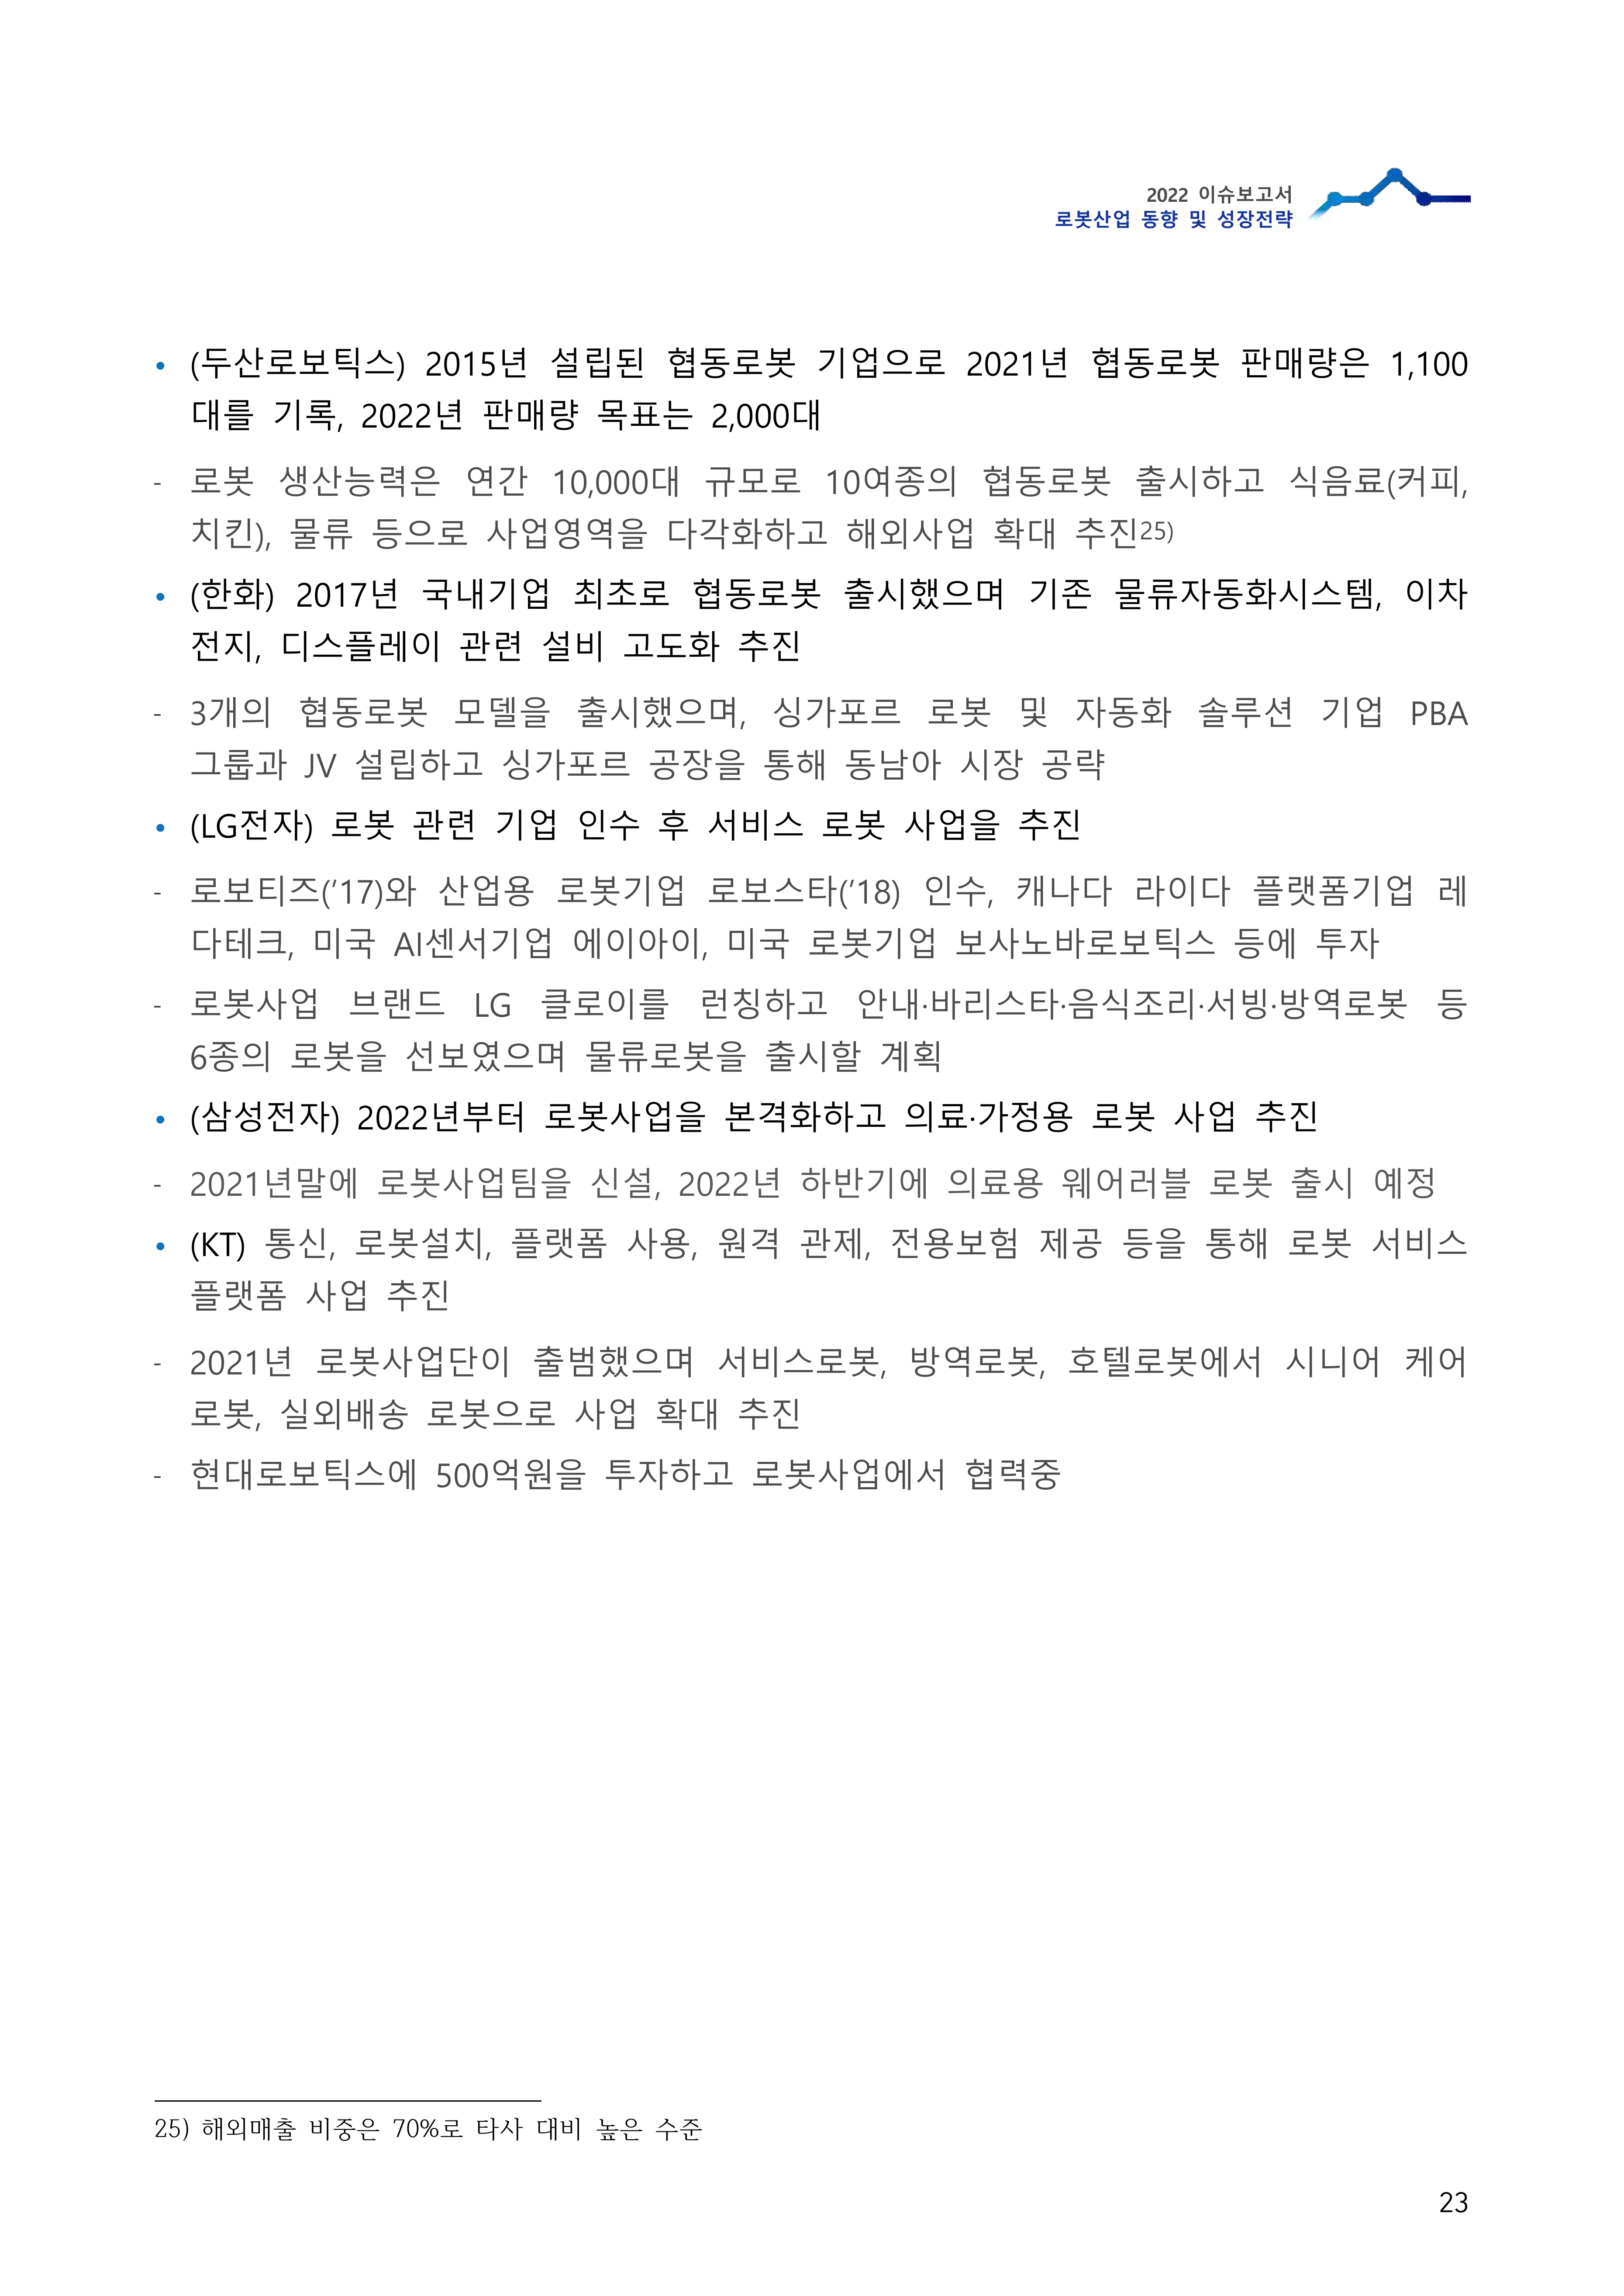 2022 이슈보고서
로봇산업 동향 및 성장전략
• (두산로보틱스) 2015년 설립된 협동로봇 기업으로 2021년 협동로봇 판매량은 1,100
대를 기록, 2022년 판매량 목표는 2,000대
- 로봇 생산능력은 연간 10,000대 규모로 10여종의 협동로봇 출시하고 식음료(커피,
치킨), 물류 등으로 사업영역을 다각화하고 해외사업 확대 추진25)
• (한화) 2017년 국내기업 최초로 협동로봇 출시했으며 기존 물류자동화시스템, 이차
전지, 디스플레이 관련 설비 고도화 추진
- 3개의 협동로봇 모델을 출시했으며, 싱가포르 로봇 및 자동화 솔루션 기업 PBA
그룹과 JV 설립하고 싱가포르 공장을 통해 동남아 시장 공략
• (LG전자) 로봇 관련 기업 인수 후 서비스 로봇 사업을 추진
- 로보티즈(’17)와 산업용 로봇기업 로보스타(’18) 인수, 캐나다 라이다 플랫폼기업 레
다테크, 미국 AI센서기업 에이아이, 미국 로봇기업 보사노바로보틱스 등에 투자
- 로봇사업 브랜드 LG 클로이를 런칭하고 안내·바리스타·음식조리·서빙·방역로봇 등
6종의 로봇을 선보였으며 물류로봇을 출시할 계획
• (삼성전자) 2022년부터 로봇사업을 본격화하고 의료·가정용 로봇 사업 추진
- 2021년말에 로봇사업팀을 신설, 2022년 하반기에 의료용 웨어러블 로봇 출시 예정
• (KT) 통신, 로봇설치, 플랫폼 사용, 원격 관제, 전용보험 제공 등을 통해 로봇 서비스
플랫폼 사업 추진
- 2021년 로봇사업단이 출범했으며 서비스로봇, 방역로봇, 호텔로봇에서 시니어 케어
로봇, 실외배송 로봇으로 사업 확대 추진
- 현대로보틱스에 500억원을 투자하고 로봇사업에서 협력중
25) 해외매출 비중은 70%로 타사 대비 높은 수준
23